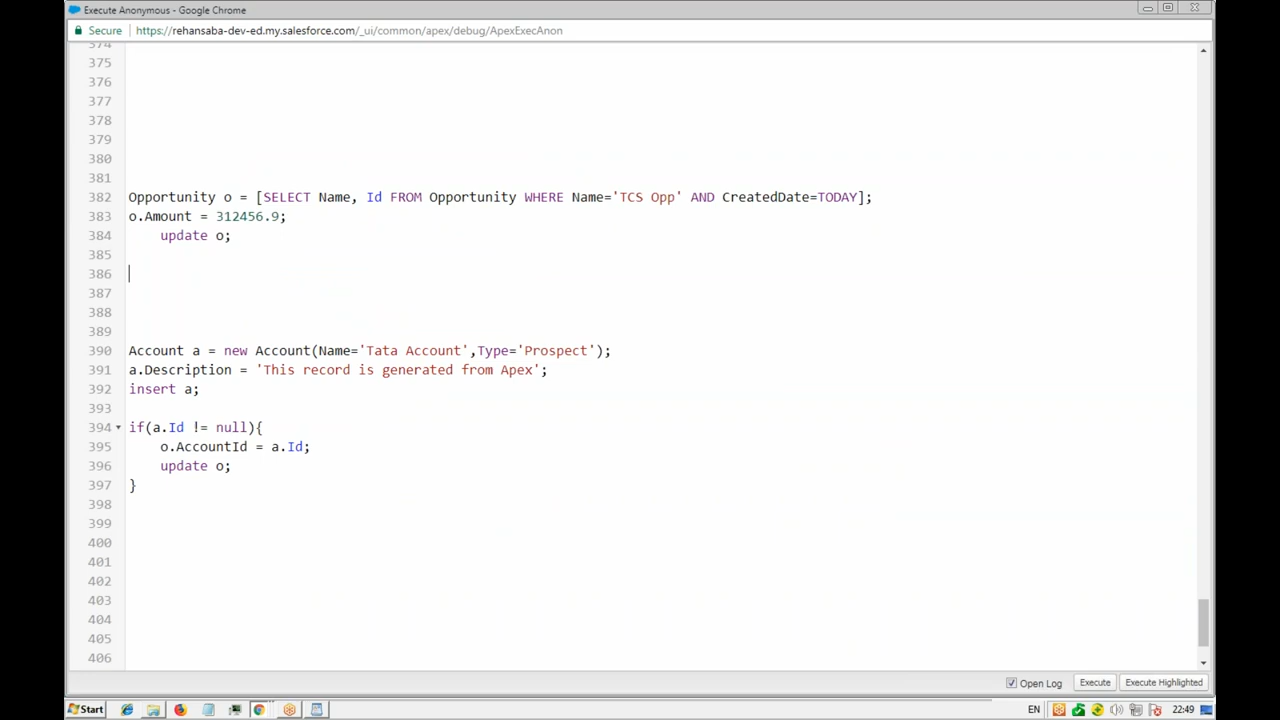 Execute Anonymous - Google Chrome
Secure https://rehansaba-dev-ed.my.salesforce.com/_ui/common/apex/debug/ApexExecAnon
374
375
376
377
378
379
380
381
382 Opportunity o = [SELECT Name, Id FROM Opportunity WHERE Name='TCS Opp' AND CreatedDate=TODAY];
383 o.Amount = 312456.9;
384 update o;
385
386
387
388
389
390 Account a = new Account(Name='Tata Account',Type='Prospect');
391 a.Description = 'This record is generated from Apex';
392 insert a;
393
394 if(a.Id != null){
395 o.AccountId = a.Id;
396 update o;
397 }
398
399
400
401
402
403
404
405
406
Open Log Execute Execute Highlighted
Start EN 22:49